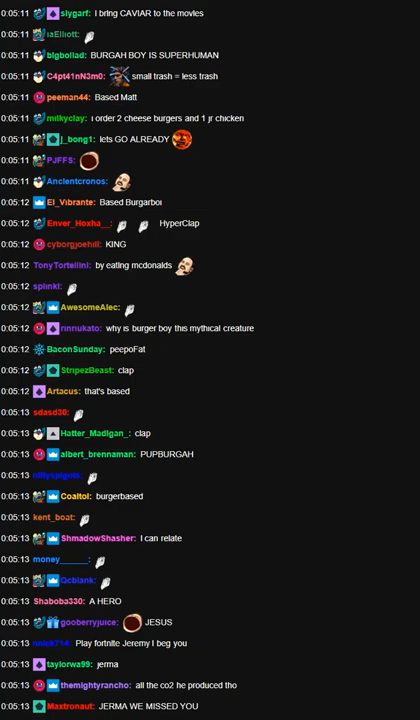 0:05:11 slygarf: I bring CAVIAR to the movies
0:05:11 iaElliott:
0:05:11 bigbollad: BURGAH BOY IS SUPERHUMAN
0:05:11 C4pt41nN3m0: small trash = less trash
0:05:11 peeman44: Based Matt
0:05:11 milkyclay: i order 2 cheese burgers and 1 jr chicken
0:05:11 j_bong1: lets GO ALREADY
0:05:11 PJFFS:
0:05:11 Ancientcronos:
0:05:12 El_Vibrante: Based Burgarboi
0:05:12 Enver_Hoxha__: HyperClap
0:05:12 cyborgjoehill: KING
0:05:12 TonyTortellini: by eating mcdonalds
0:05:12 splinki:
0:05:12 AwesomeAlec:
0:05:12 rinrukato: why is burger boy this mythical creature
0:05:12 BaconSunday: peepoFat
0:05:12 StripezBeast: clap
0:05:12 Artacus: that's based
0:05:13 sdasd30:
0:05:13 Hatter_Madigan_: clap
0:05:13 albert_brennaman: PUPBURGAH
0:05:13
0:05:13 Coaltol: burgerbased
0:05:13 kent_boat:
0:05:13 ShmadowShasher: I can relate
0:05:13 money______:
0:05:13 Qcblank:
0:05:13 Shaboba330: A HERO
0:05:13 gooberryjuice: JESUS
0:05:13 Play fortnite Jeremy I beg you
0:05:13 taylorwa99: jerma
0:05:13 themightyrancho: all the co2 he produced tho
0:05:13 Maxtronaut: JERMA WE MISSED YOU